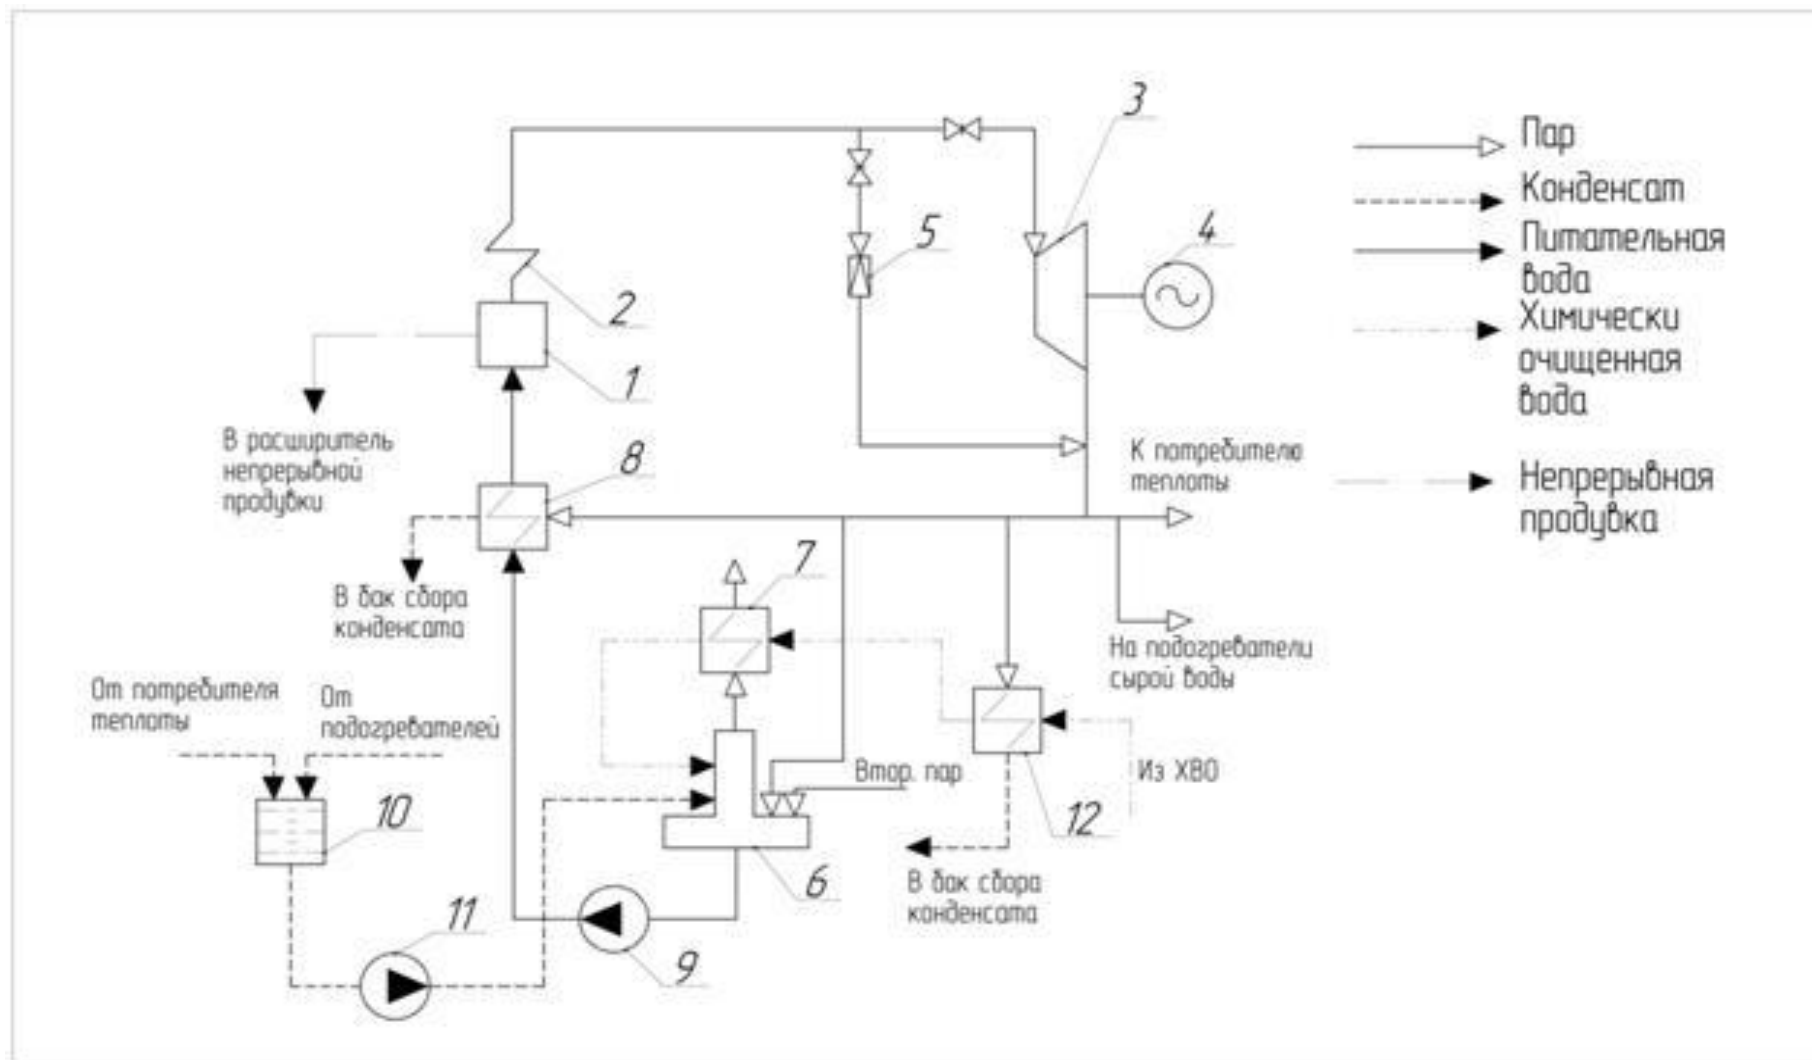 3
Пар
Конденсат
5
4
Питательная
вода
2
Химически
1
очищенная
вода
В расширитель
непрерывной
продувки
8
К потребителю
теплоты
Непрерывная
продувка
7
В бак сбора
конденсата
На подогреватели
сырой воды
От потребителя
теплоты
От
подогревателей
Втор. пар
Из ХВО
10
12
6
В бак сбора
конденсата
11
9